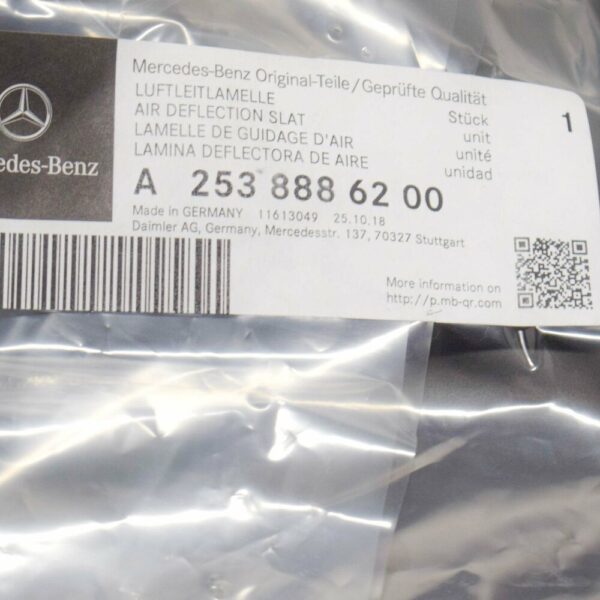 Mercedes-Benz Original-Teile/Geprüfte Qualität
LUFTLEITLAMELLE
AIR DEFLECTION SLAT
LAMELLE DE GUIDAGE D'AIR
LAMINA DEFLECTORA DE AIRE
Stück
unit
unité
unidad
1
edes-Benz
A 253 888 62 00
Made in GERMANY 11613049 25.10.18
Daimler AG, Germany, Mercedesstr. 137, 70327 Stuttgart
More information on
http://p.mb-qr.com